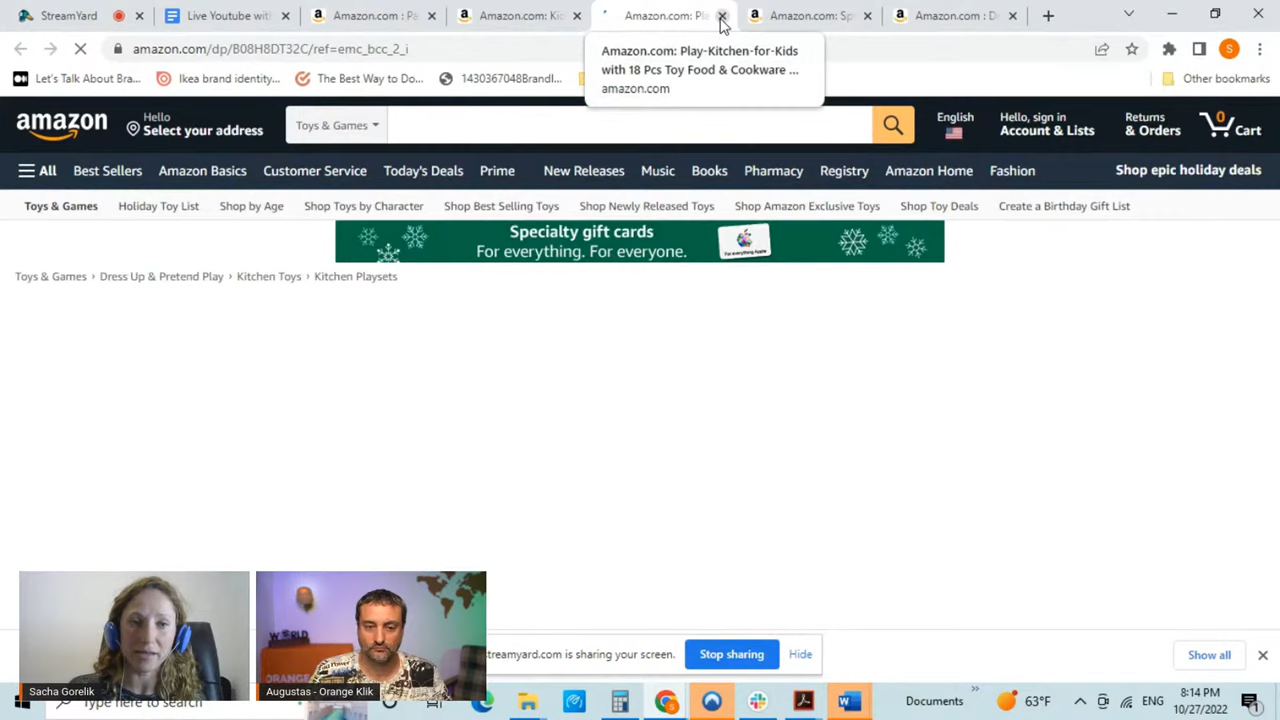 StreamYard
Live Youtube with
Amazon.com : Pa
Amazon.com: Kid
Amazon.com: Pla
Amazon.com: Sp
Amazon.com : D
amazon.com/dp/B08H8DT32C/ref=emc_bcc_2_i
S
Amazon.com: Play-Kitchen-for-Kids
with 18 Pcs Toy Food & Cookware ...
amazon.com
Let's Talk About Bra...
Ikea brand identity...
The Best Way to Do...
1430367048BrandI...
Other bookmarks
amazon
Hello
Select your address
Toys & Games
English
Hello, sign in
Account & Lists
Returns
& Orders
0
Cart
All
Best Sellers
Amazon Basics
Customer Service
Today's Deals
Prime
New Releases
Music
Books
Pharmacy
Registry
Amazon Home
Fashion
Shop epic holiday deals
Toys & Games
Holiday Toy List
Shop by Age
Shop Toys by Character
Shop Best Selling Toys
Shop Newly Released Toys
Shop Amazon Exclusive Toys
Shop Toy Deals
Create a Birthday Gift List
Specialty gift cards
For everything. For everyone.
Toys & Games › Dress Up & Pretend Play › Kitchen Toys › Kitchen Playsets
streamyard.com is sharing your screen.
Stop sharing
Hide
Show all
Sacha Gorelik
Augustas - Orange Klik
Type here to search
Documents
63°F
ENG
8:14 PM
10/27/2022